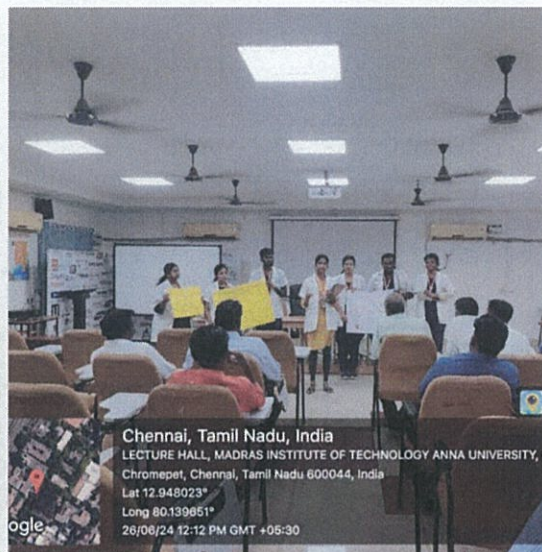 Chennai, Tamil Nadu, India
LECTURE HALL, MADRAS INSTITUTE OF TECHNOLOGY ANNA UNIVERSITY,
Chromepet, Chennai, Tamil Nadu 600044, India
Lat 12.948023°
Long 80.139651°
26/06/24 12:12 PM GMT +05:30
ogle